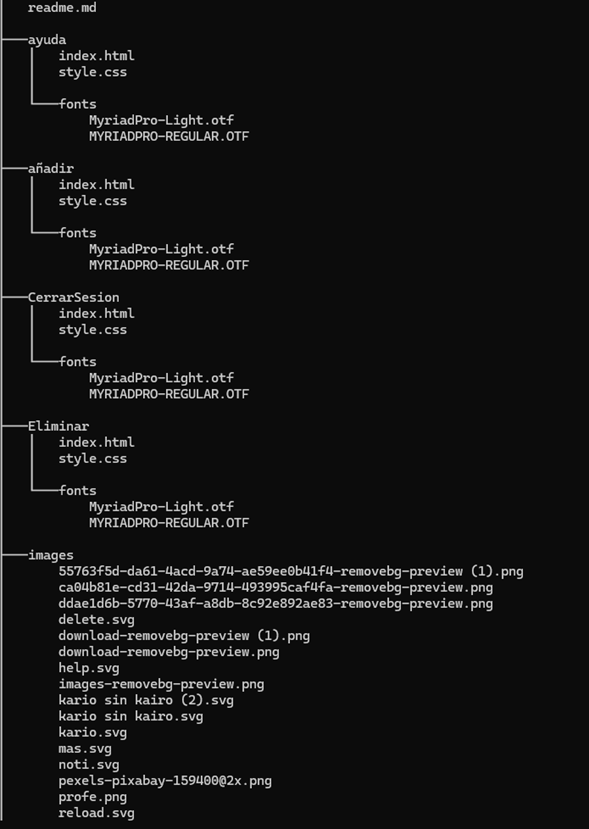 readme.md
ayuda
index.html
style.css
fonts
MyriadPro-Light.otf
MYRIADPRO-REGULAR.OTF
añadir
index.html
style.css
fonts
MyriadPro-Light.otf
MYRIADPRO-REGULAR.OTF
CerrarSesion
index.html
style.css
fonts
MyriadPro-Light.otf
MYRIADPRO-REGULAR.OTF
Eliminar
index.html
style.css
fonts
MyriadPro-Light.otf
MYRIADPRO-REGULAR.OTF
images
55763f5d-da61-4acd-9a74-ae59ee0b41f4-removebg-preview (1).png
ca04b81e-cd31-42da-9714-493995caf4fa-removebg-preview.png
ddae1d6b-5770-43af-a8db-8c92e892ae83-removebg-preview.png
delete.svg
download-removebg-preview (1).png
download-removebg-preview.png
help.svg
images-removebg-preview.png
kario sin kairo (2).svg
kario sin kairo.svg
kario.svg
mas.svg
noti.svg
pexels-pixabay-159400@2x.png
profe.png
reload.svg